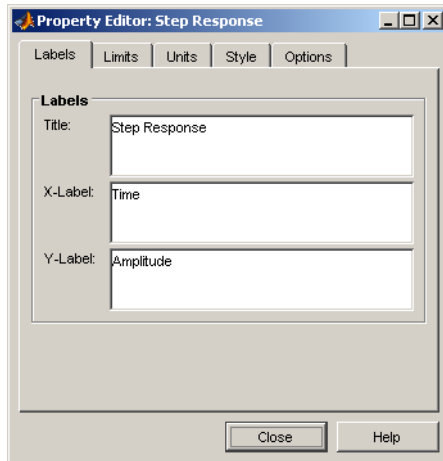 Property Editor: Step Response
Labels Limits Units Style Options
Labels
Title: Step Response
X-Label: Time
Y-Label: Amplitude
Close Help